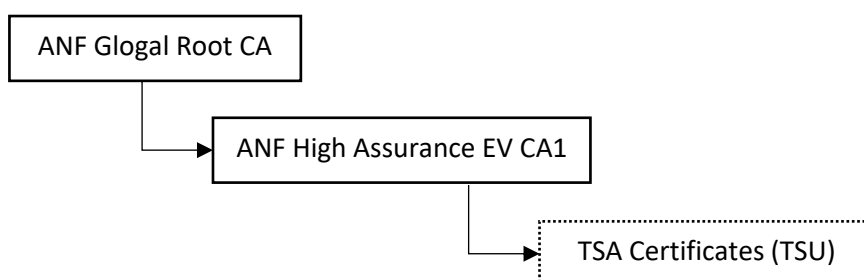 ANF Glogal Root CA
ANF High Assurance EV CA1
TSA Certificates (TSU)